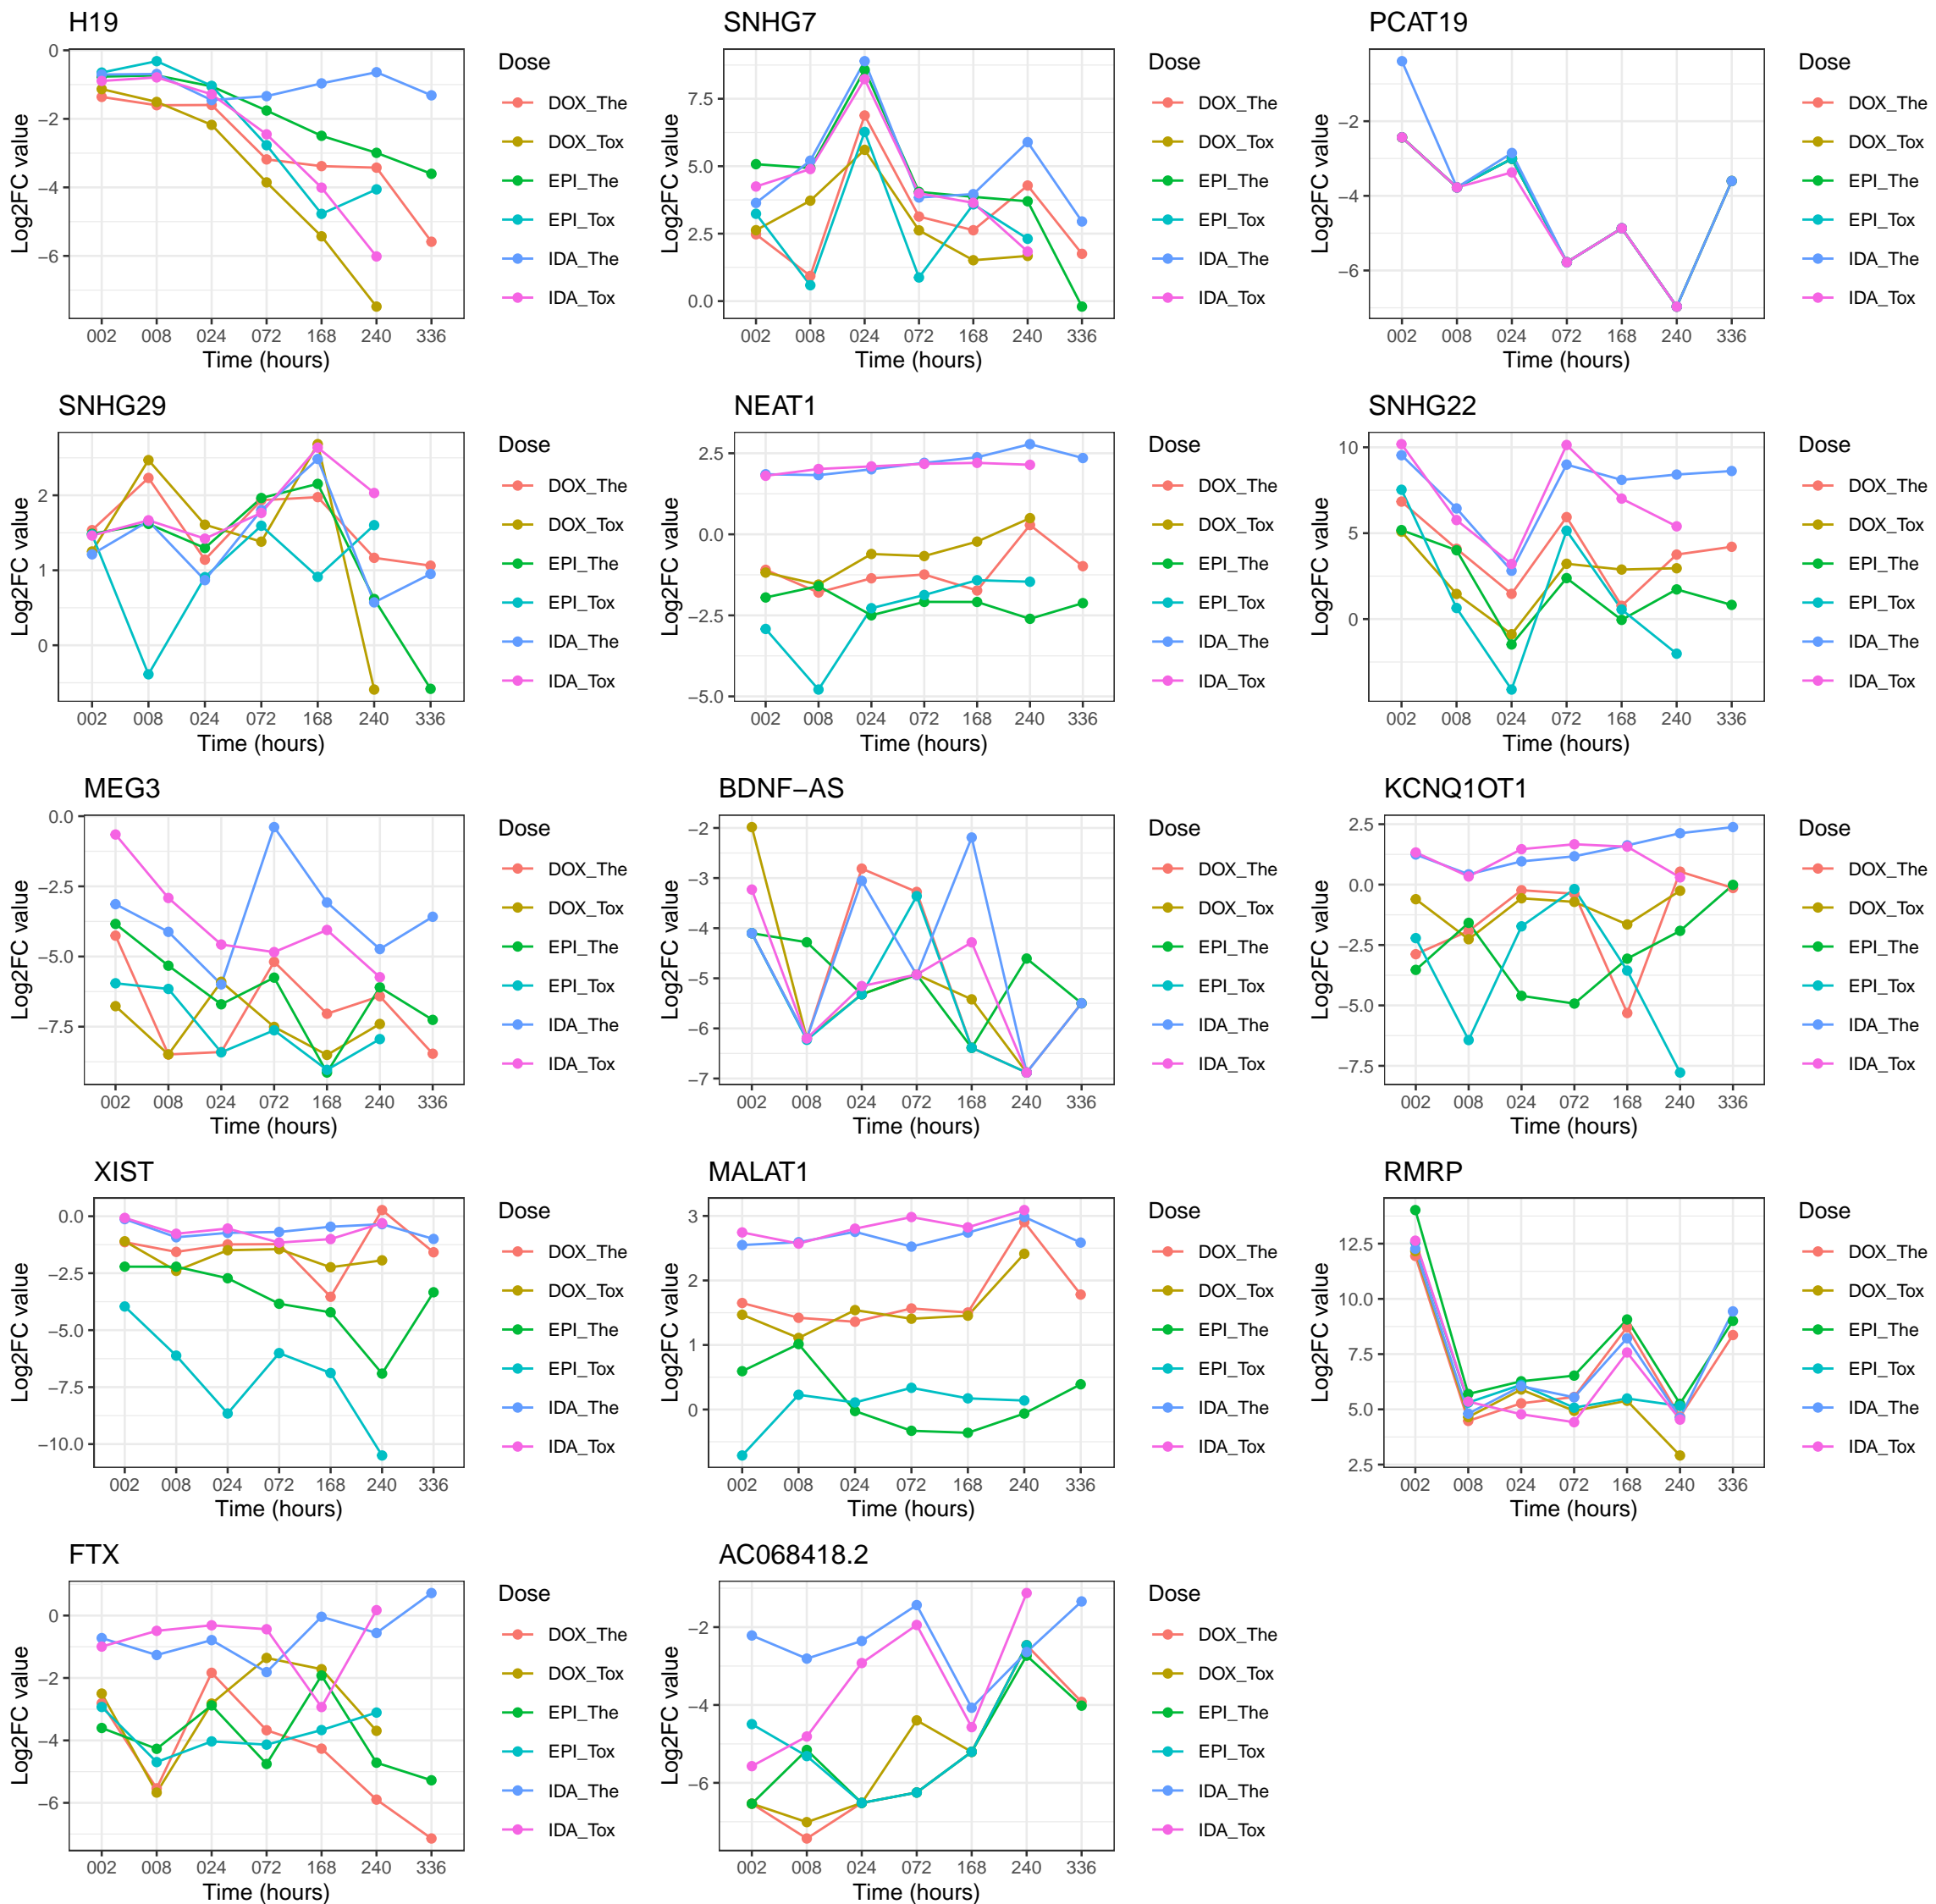 H19
SNHG7
PCAT19
0
−2
−4
−6
Log2FC value
002 008 024 072 168 240 336
Time (hours)
Dose
DOX_The
DOX_Tox
EPI_The
EPI_Tox
IDA_The
IDA_Tox
7.5
5.0
2.5
0.0
Log2FC value
002 008 024 072 168 240 336
Time (hours)
Dose
DOX_The
DOX_Tox
EPI_The
EPI_Tox
IDA_The
IDA_Tox
−2
−4
−6
Log2FC value
002 008 024 072 168 240 336
Time (hours)
Dose
DOX_The
DOX_Tox
EPI_The
EPI_Tox
IDA_The
IDA_Tox
SNHG29
NEAT1
SNHG22
2
1
0
Log2FC value
002 008 024 072 168 240 336
Time (hours)
Dose
DOX_The
DOX_Tox
EPI_The
EPI_Tox
IDA_The
IDA_Tox
2.5
0.0
−2.5
−5.0
Log2FC value
002 008 024 072 168 240 336
Time (hours)
Dose
DOX_The
DOX_Tox
EPI_The
EPI_Tox
IDA_The
IDA_Tox
10
5
0
Log2FC value
002 008 024 072 168 240 336
Time (hours)
Dose
DOX_The
DOX_Tox
EPI_The
EPI_Tox
IDA_The
IDA_Tox
MEG3
BDNF−AS
KCNQ1OT1
0.0
−2.5
−5.0
−7.5
Log2FC value
002 008 024 072 168 240 336
Time (hours)
Dose
DOX_The
DOX_Tox
EPI_The
EPI_Tox
IDA_The
IDA_Tox
−2
−3
−4
−5
−6
−7
Log2FC value
002 008 024 072 168 240 336
Time (hours)
Dose
DOX_The
DOX_Tox
EPI_The
EPI_Tox
IDA_The
IDA_Tox
2.5
0.0
−2.5
−5.0
−7.5
Log2FC value
002 008 024 072 168 240 336
Time (hours)
Dose
DOX_The
DOX_Tox
EPI_The
EPI_Tox
IDA_The
IDA_Tox
XIST
MALAT1
RMRP
0.0
−2.5
−5.0
−7.5
−10.0
Log2FC value
002 008 024 072 168 240 336
Time (hours)
Dose
DOX_The
DOX_Tox
EPI_The
EPI_Tox
IDA_The
IDA_Tox
3
2
1
0
Log2FC value
002 008 024 072 168 240 336
Time (hours)
Dose
DOX_The
DOX_Tox
EPI_The
EPI_Tox
IDA_The
IDA_Tox
12.5
10.0
7.5
5.0
2.5
Log2FC value
002 008 024 072 168 240 336
Time (hours)
Dose
DOX_The
DOX_Tox
EPI_The
EPI_Tox
IDA_The
IDA_Tox
FTX
AC068418.2
0
−2
−4
−6
Log2FC value
002 008 024 072 168 240 336
Time (hours)
Dose
DOX_The
DOX_Tox
EPI_The
EPI_Tox
IDA_The
IDA_Tox
−2
−4
−6
Log2FC value
002 008 024 072 168 240 336
Time (hours)
Dose
DOX_The
DOX_Tox
EPI_The
EPI_Tox
IDA_The
IDA_Tox